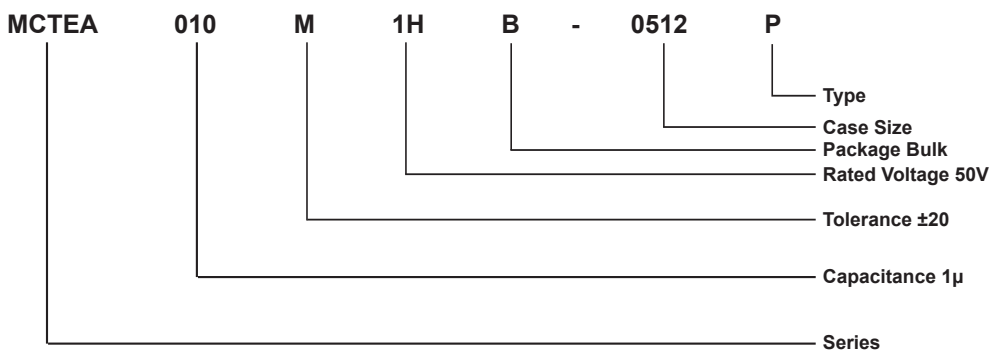 MCTEA 010 M 1H B - 0512 P
Type
Case Size
Package Bulk
Rated Voltage 50V
Tolerance ±20
Capacitance 1µ
Series